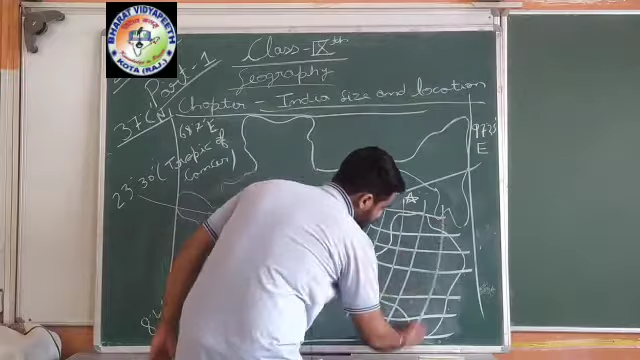 BHARAT VIDYAPEETH
KOTA (RAJ.)
Part-1
Class-IXth
Geography
Chapter - India size and location
68°7'E
97°25'
E
23°30' (Tropic of
Cancer)